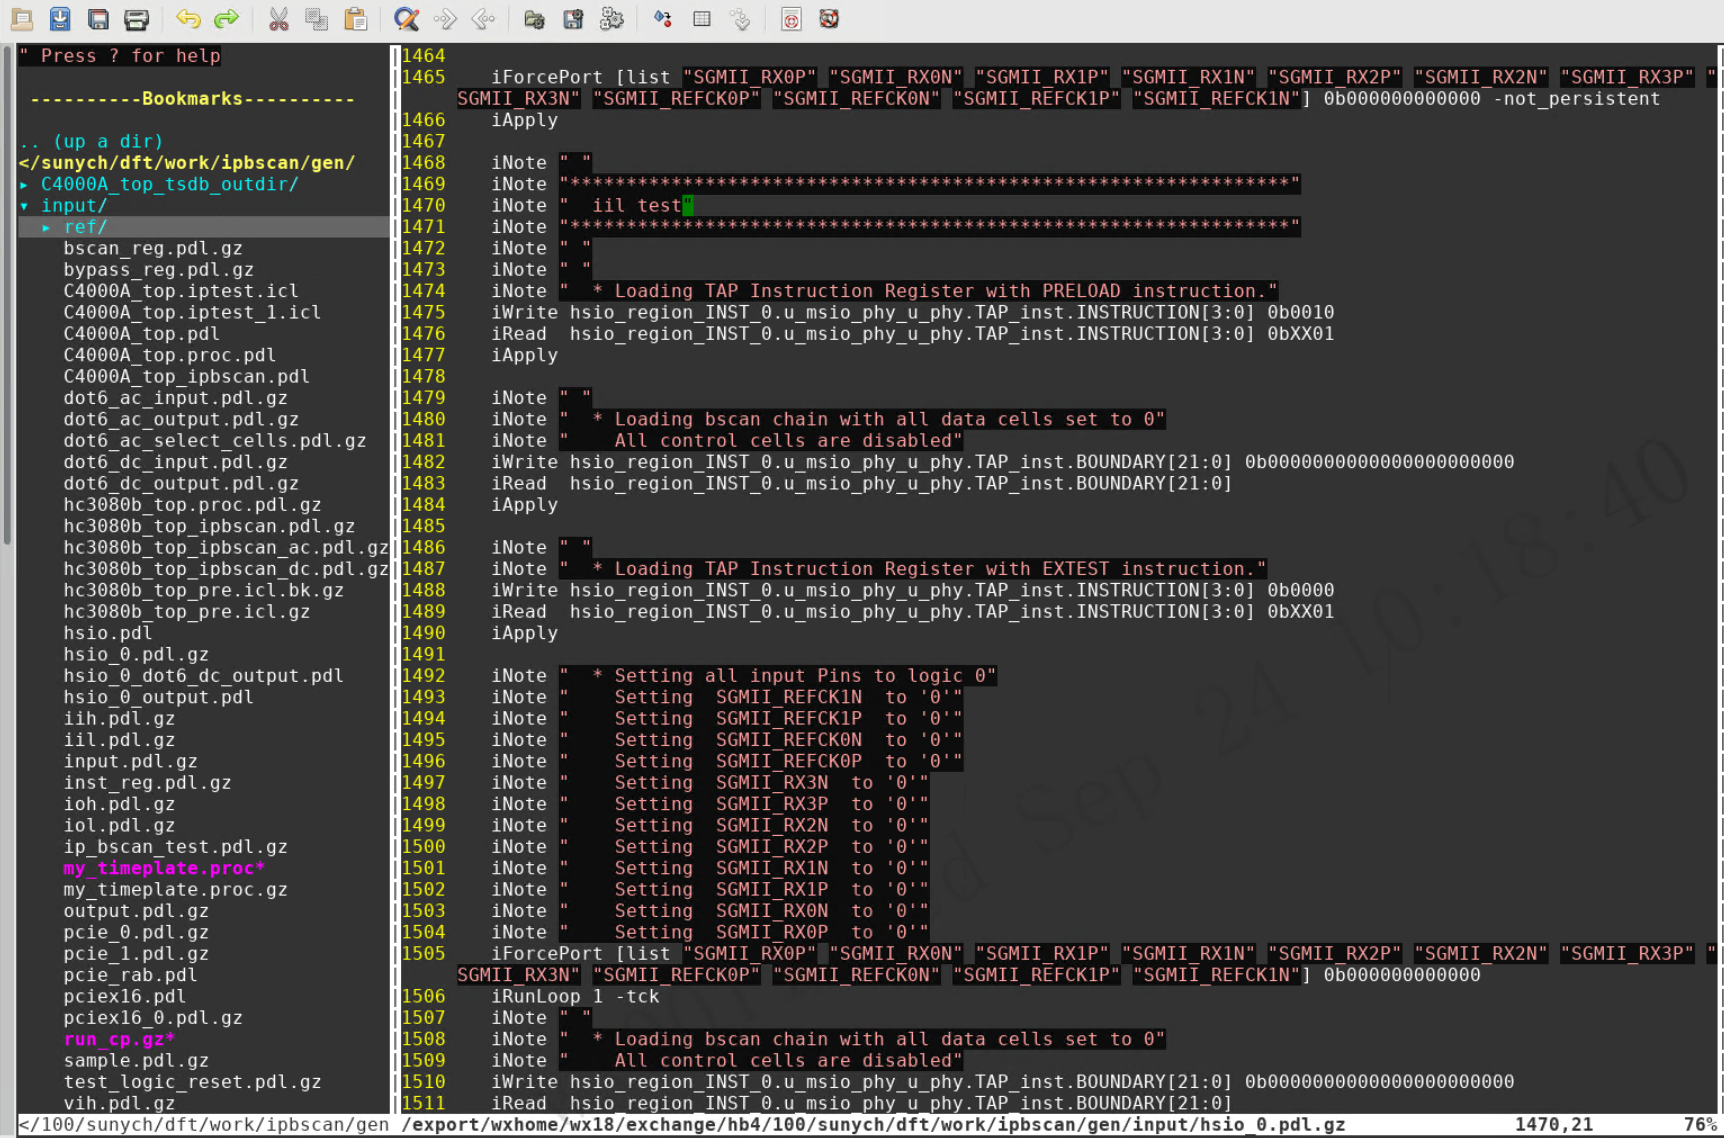 " Press ? for help
----------Bookmarks----------
.. (up a dir)
</sunych/dft/work/ipbscan/gen/
▸ C4000A_top_tsdb_outdir/
▾ input/
▸ ref/
bscan_reg.pdl.gz
bypass_reg.pdl.gz
C4000A_top.iptest.icl
C4000A_top.iptest_1.icl
C4000A_top.pdl
C4000A_top.proc.pdl
C4000A_top_ipbscan.pdl
dot6_ac_input.pdl.gz
dot6_ac_output.pdl.gz
dot6_ac_select_cells.pdl.gz
dot6_dc_input.pdl.gz
dot6_dc_output.pdl.gz
hc3080b_top.proc.pdl.gz
hc3080b_top_ipbscan.pdl.gz
hc3080b_top_ipbscan_ac.pdl.gz
hc3080b_top_ipbscan_dc.pdl.gz
hc3080b_top_pre.icl.bk.gz
hc3080b_top_pre.icl.gz
hsio.pdl
hsio_0.pdl.gz
hsio_0_dot6_dc_output.pdl
hsio_0_output.pdl
iih.pdl.gz
iil.pdl.gz
input.pdl.gz
inst_reg.pdl.gz
ioh.pdl.gz
iol.pdl.gz
ip_bscan_test.pdl.gz
my_timeplate.proc*
my_timeplate.proc.gz
output.pdl.gz
pcie_0.pdl.gz
pcie_1.pdl.gz
pcie_rab.pdl
pciex16.pdl
pciex16_0.pdl.gz
run_cp.gz*
sample.pdl.gz
test_logic_reset.pdl.gz
vih.pdl.gz
</100/sunych/dft/work/ipbscan/gen
1464
1465 iForcePort [list "SGMII_RX0P" "SGMII_RX0N" "SGMII_RX1P" "SGMII_RX1N" "SGMII_RX2P" "SGMII_RX2N" "SGMII_RX3P" "
SGMII_RX3N" "SGMII_REFCK0P" "SGMII_REFCK0N" "SGMII_REFCK1P" "SGMII_REFCK1N"] 0b000000000000 -not_persistent
1466 iApply
1467
1468 iNote " "
1469 iNote "****************************************************************"
1470 iNote "  iil test"
1471 iNote "****************************************************************"
1472 iNote " "
1473 iNote " "
1474 iNote "  * Loading TAP Instruction Register with PRELOAD instruction."
1475 iWrite hsio_region_INST_0.u_msio_phy_u_phy.TAP_inst.INSTRUCTION[3:0] 0b0010
1476 iRead  hsio_region_INST_0.u_msio_phy_u_phy.TAP_inst.INSTRUCTION[3:0] 0bXX01
1477 iApply
1478
1479 iNote " "
1480 iNote "  * Loading bscan chain with all data cells set to 0"
1481 iNote "    All control cells are disabled"
1482 iWrite hsio_region_INST_0.u_msio_phy_u_phy.TAP_inst.BOUNDARY[21:0] 0b0000000000000000000000
1483 iRead  hsio_region_INST_0.u_msio_phy_u_phy.TAP_inst.BOUNDARY[21:0]
1484 iApply
1485
1486 iNote " "
1487 iNote "  * Loading TAP Instruction Register with EXTEST instruction."
1488 iWrite hsio_region_INST_0.u_msio_phy_u_phy.TAP_inst.INSTRUCTION[3:0] 0b0000
1489 iRead  hsio_region_INST_0.u_msio_phy_u_phy.TAP_inst.INSTRUCTION[3:0] 0bXX01
1490 iApply
1491
1492 iNote "  * Setting all input Pins to logic 0"
1493 iNote "    Setting  SGMII_REFCK1N  to '0'"
1494 iNote "    Setting  SGMII_REFCK1P  to '0'"
1495 iNote "    Setting  SGMII_REFCK0N  to '0'"
1496 iNote "    Setting  SGMII_REFCK0P  to '0'"
1497 iNote "    Setting  SGMII_RX3N  to '0'"
1498 iNote "    Setting  SGMII_RX3P  to '0'"
1499 iNote "    Setting  SGMII_RX2N  to '0'"
1500 iNote "    Setting  SGMII_RX2P  to '0'"
1501 iNote "    Setting  SGMII_RX1N  to '0'"
1502 iNote "    Setting  SGMII_RX1P  to '0'"
1503 iNote "    Setting  SGMII_RX0N  to '0'"
1504 iNote "    Setting  SGMII_RX0P  to '0'"
1505 iForcePort [list "SGMII_RX0P" "SGMII_RX0N" "SGMII_RX1P" "SGMII_RX1N" "SGMII_RX2P" "SGMII_RX2N" "SGMII_RX3P" "
SGMII_RX3N" "SGMII_REFCK0P" "SGMII_REFCK0N" "SGMII_REFCK1P" "SGMII_REFCK1N"] 0b000000000000
1506 iRunLoop 1 -tck
1507 iNote " "
1508 iNote "  * Loading bscan chain with all data cells set to 0"
1509 iNote "    All control cells are disabled"
1510 iWrite hsio_region_INST_0.u_msio_phy_u_phy.TAP_inst.BOUNDARY[21:0] 0b0000000000000000000000
1511 iRead  hsio_region_INST_0.u_msio_phy_u_phy.TAP_inst.BOUNDARY[21:0]
/export/wxhome/wx18/exchange/hb4/100/sunych/dft/work/ipbscan/gen/input/hsio_0.pdl.gz 1470,21 76%
Sep 24 10:18:40